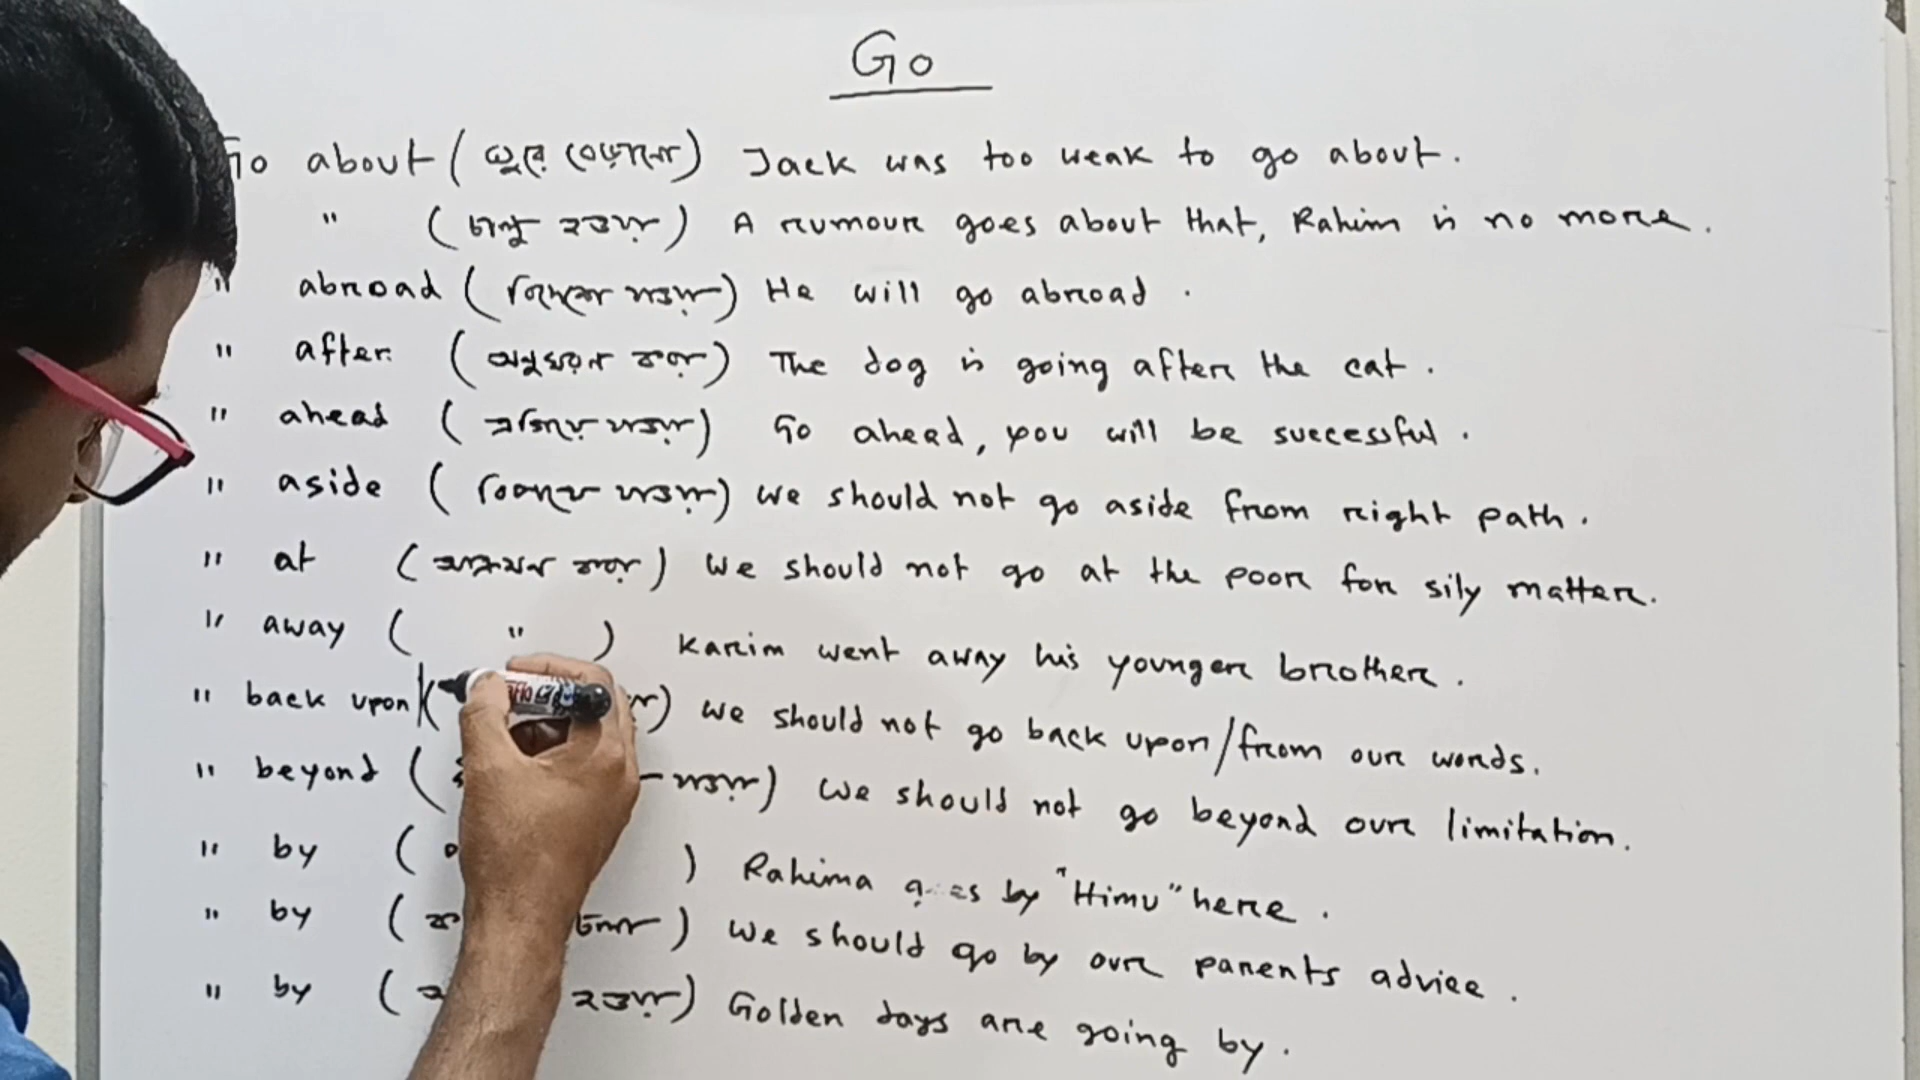 Go
Go about (ঘুরে বেড়ানো) Jack was too weak to go about.
" (চালু হওয়া) A rumour goes about that, Rahim is no more.
" abroad (বিদেশে যাওয়া) He will go abroad.
" after (অনুসরণ করা) The dog is going after the cat.
" ahead (এগিয়ে যাওয়া) Go ahead, you will be successful.
" aside ( যাওয়া) We should not go aside from right path.
" at (আক্রমণ করা) We should not go at the poor for sily matter.
" away ( " ) Karim went away his younger brother.
" back upon ( ) We should not go back upon/from our words.
" beyond ( যাওয়া) We should not go beyond our limitation.
" by ( ) Rahima goes by "Himu" here.
" by ( ) We should go by our parents advice.
" by ( হওয়া) Golden days are going by.